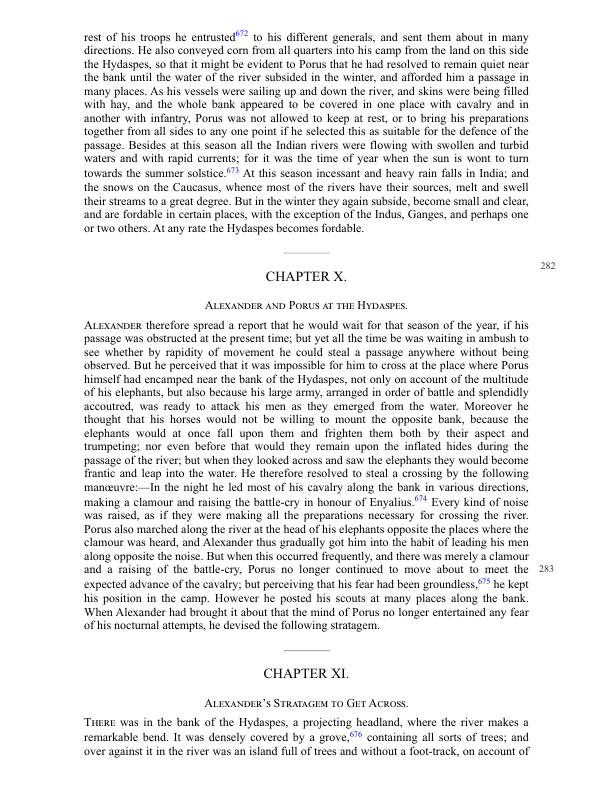 rest of his troops he entrusted672 to his different generals, and sent them about in many
directions. He also conveyed corn from all quarters into his camp from the land on this side
the Hydaspes, so that it might be evident to Porus that he had resolved to remain quiet near
the bank until the water of the river subsided in the winter, and afforded him a passage in
many places. As his vessels were sailing up and down the river, and skins were being filled
with hay, and the whole bank appeared to be covered in one place with cavalry and in
another with infantry, Porus was not allowed to keep at rest, or to bring his preparations
together from all sides to any one point if he selected this as suitable for the defence of the
passage. Besides at this season all the Indian rivers were flowing with swollen and turbid
waters and with rapid currents; for it was the time of year when the sun is wont to turn
towards the summer solstice.673 At this season incessant and heavy rain falls in India; and
the snows on the Caucasus, whence most of the rivers have their sources, melt and swell
their streams to a great degree. But in the winter they again subside, become small and clear,
and are fordable in certain places, with the exception of the Indus, Ganges, and perhaps one
or two others. At any rate the Hydaspes becomes fordable.
282
CHAPTER X.
Alexander and Porus at the Hydaspes.
Alexander therefore spread a report that he would wait for that season of the year, if his
passage was obstructed at the present time; but yet all the time be was waiting in ambush to
see whether by rapidity of movement he could steal a passage anywhere without being
observed. But he perceived that it was impossible for him to cross at the place where Porus
himself had encamped near the bank of the Hydaspes, not only on account of the multitude
of his elephants, but also because his large army, arranged in order of battle and splendidly
accoutred, was ready to attack his men as they emerged from the water. Moreover he
thought that his horses would not be willing to mount the opposite bank, because the
elephants would at once fall upon them and frighten them both by their aspect and
trumpeting; nor even before that would they remain upon the inflated hides during the
passage of the river; but when they looked across and saw the elephants they would become
frantic and leap into the water. He therefore resolved to steal a crossing by the following
manœuvre:—In the night he led most of his cavalry along the bank in various directions,
making a clamour and raising the battle-cry in honour of Enyalius.674 Every kind of noise
was raised, as if they were making all the preparations necessary for crossing the river.
Porus also marched along the river at the head of his elephants opposite the places where the
clamour was heard, and Alexander thus gradually got him into the habit of leading his men
along opposite the noise. But when this occurred frequently, and there was merely a clamour
and a raising of the battle-cry, Porus no longer continued to move about to meet the 283
expected advance of the cavalry; but perceiving that his fear had been groundless,675 he kept
his position in the camp. However he posted his scouts at many places along the bank.
When Alexander had brought it about that the mind of Porus no longer entertained any fear
of his nocturnal attempts, he devised the following stratagem.
CHAPTER XI.
Alexander's Stratagem to Get Across.
There was in the bank of the Hydaspes, a projecting headland, where the river makes a
remarkable bend. It was densely covered by a grove,676 containing all sorts of trees; and
over against it in the river was an island full of trees and without a foot-track, on account of